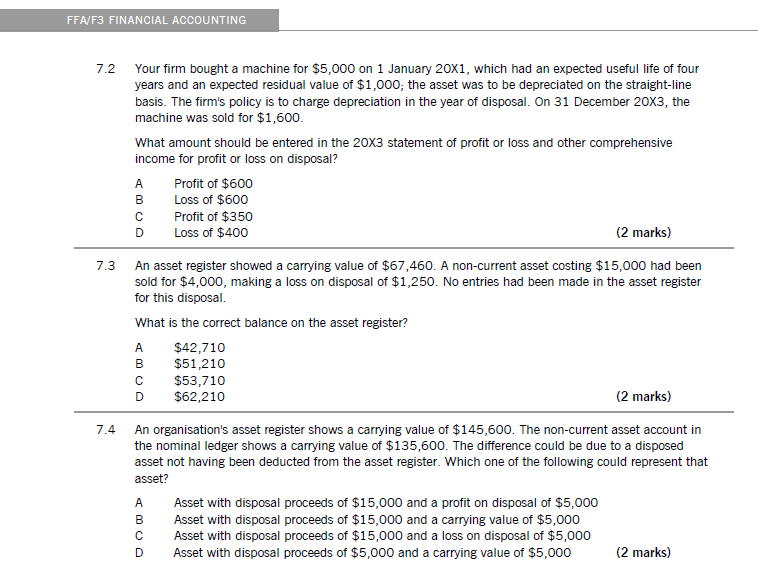 FFA/F3 FINANCIAL ACCOUNTING
7.2 Your firm bought a machine for $5,000 on 1 January 20X1, which had an expected useful life of four
years and an expected residual value of $1,000; the asset was to be depreciated on the straight-line
basis. The firm's policy is to charge depreciation in the year of disposal. On 31 December 20X3, the
machine was sold for $1,600.
What amount should be entered in the 20X3 statement of profit or loss and other comprehensive
income for profit or loss on disposal?
A Profit of $600
B Loss of $600
C Profit of $350
D Loss of $400 (2 marks)
7.3 An asset register showed a carrying value of $67,460. A non-current asset costing $15,000 had been
sold for $4,000, making a loss on disposal of $1,250. No entries had been made in the asset register
for this disposal.
What is the correct balance on the asset register?
A $42,710
B $51,210
C $53,710
D $62,210 (2 marks)
7.4 An organisation's asset register shows a carrying value of $145,600. The non-current asset account in
the nominal ledger shows a carrying value of $135,600. The difference could be due to a disposed
asset not having been deducted from the asset register. Which one of the following could represent that
asset?
A Asset with disposal proceeds of $15,000 and a profit on disposal of $5,000
B Asset with disposal proceeds of $15,000 and a carrying value of $5,000
C Asset with disposal proceeds of $15,000 and a loss on disposal of $5,000
D Asset with disposal proceeds of $5,000 and a carrying value of $5,000 (2 marks)